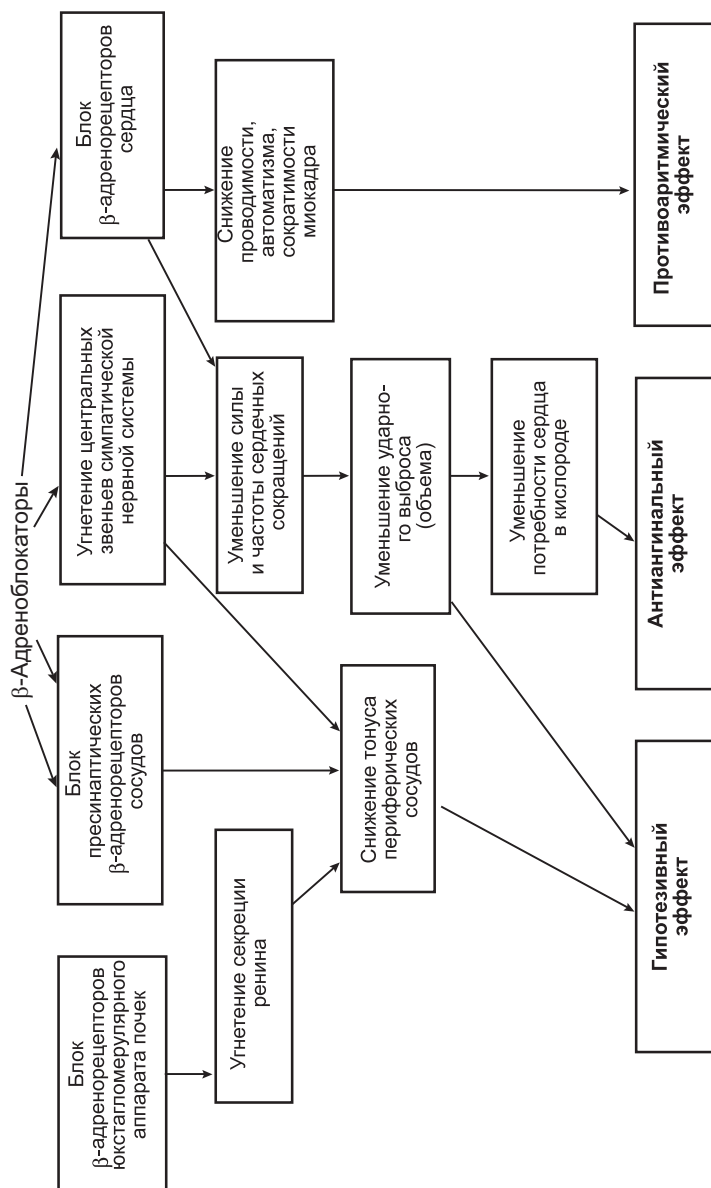 β-Адреноблокаторы
Блок
β-адренорецепторов
юкстагломерулярного
аппарата почек
Блок
пресинаптических
β-адренорецепторов
сосудов
Угнетение центральных
звеньев симпатической
нервной системы
Блок
β-адренорецепторов
сердца
Угнетение секреции
ренина
Уменьшение силы
и частоты сердечных
сокращений
Снижение
проводимости,
автоматизма,
сократимости
миокадра
Снижение тонуса
периферических
сосудов
Уменьшение ударно-
го выброса
(объема)
Уменьшение
потребности сердца
в кислороде
Гипотезивный
эффект
Антиангинальный
эффект
Противоаритмический
эффект